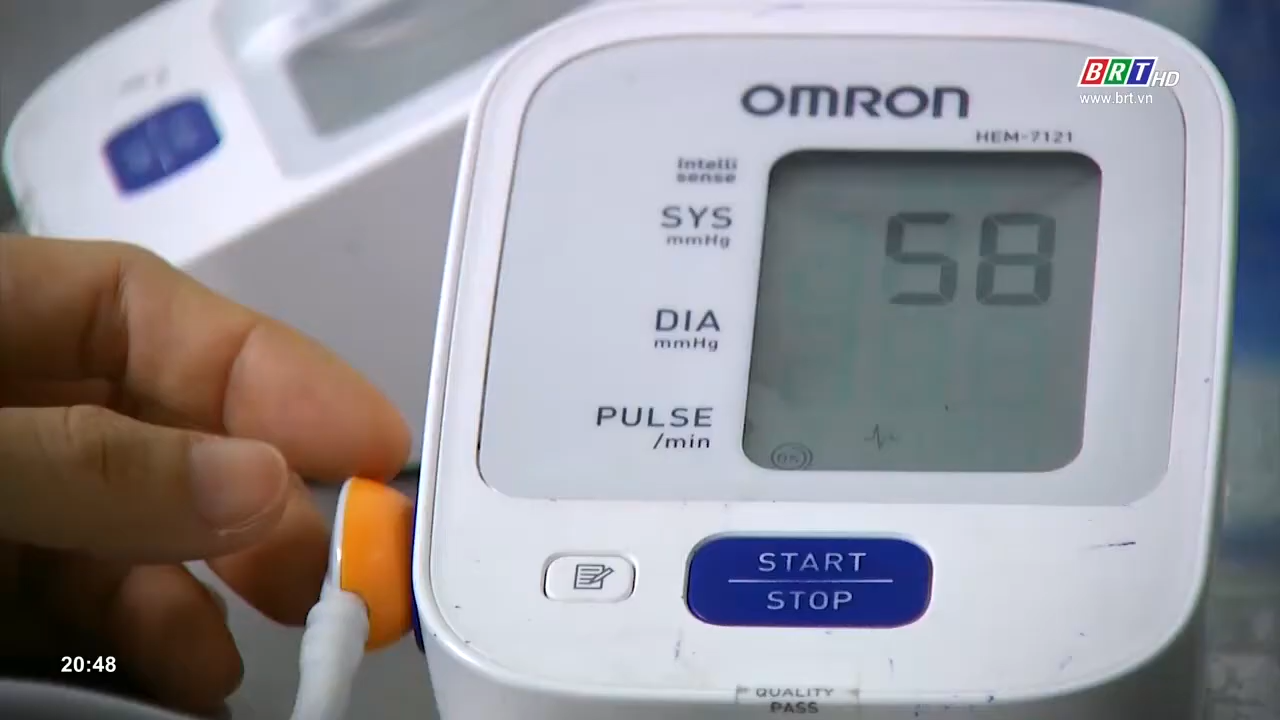 BRT HD
www.brt.vn
OMRON
HEM-7121
Intelli
sense
SYS
mmHg
58
DIA
mmHg
PULSE
/min
OK
START
STOP
20:48
QUALITY
PASS